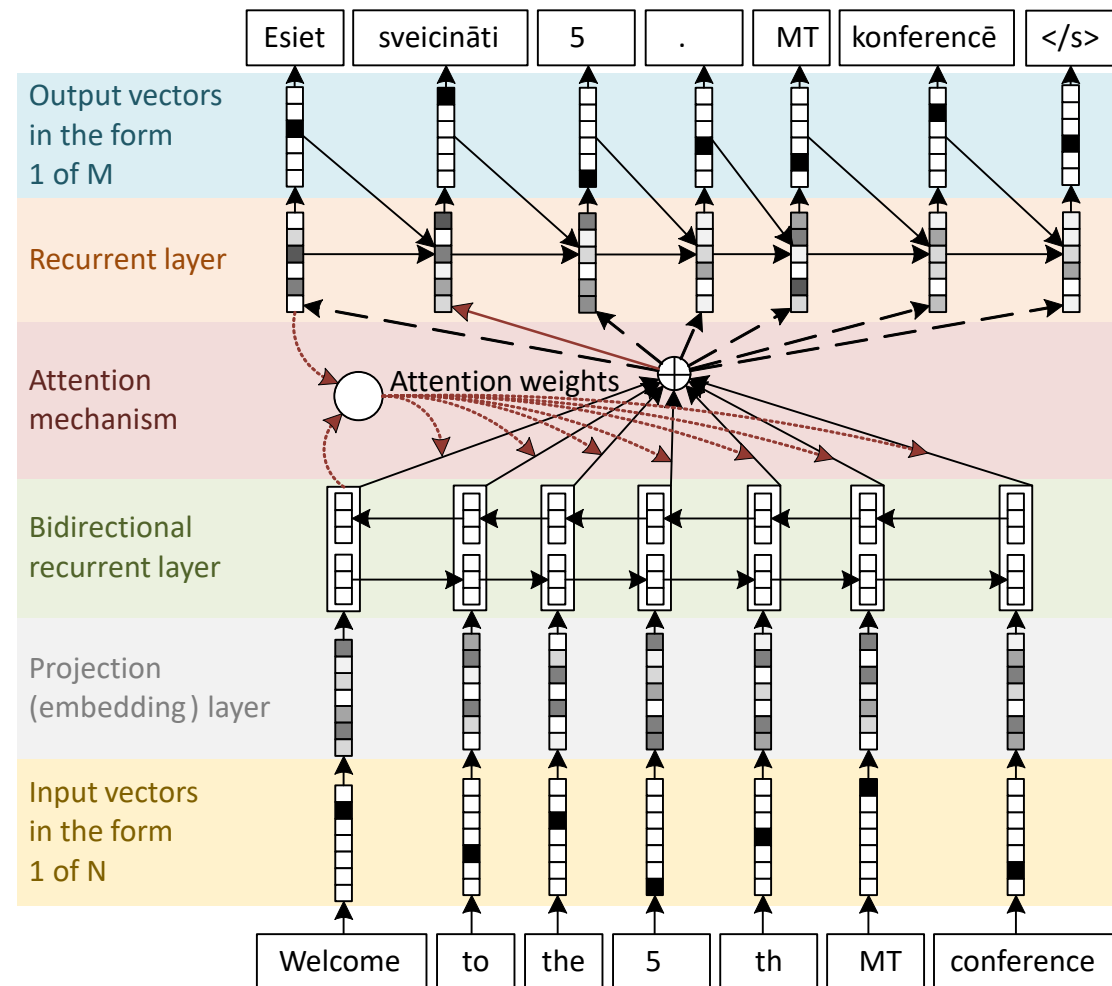 Esiet sveicināti 5 . MT konferencē </s>
Output vectors
in the form
1 of M
Recurrent layer
Attention
mechanism
Attention weights
Bidirectional
recurrent layer
Projection
(embedding) layer
Input vectors
in the form
1 of N
Welcome to the 5 th MT conference